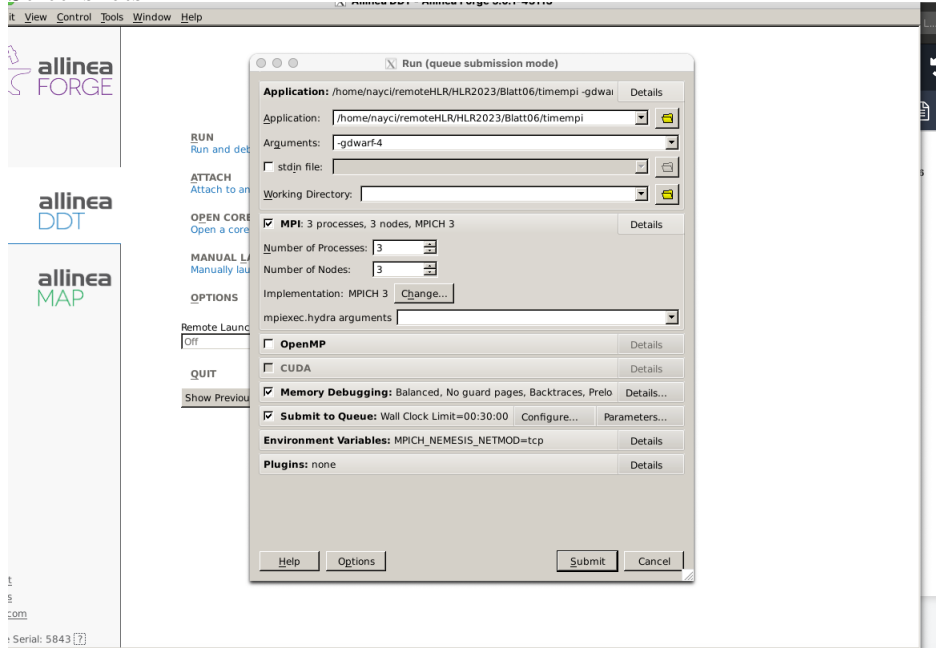 it View Control Tools Window Help
allinea
FORGE
allinea
DDT
allinea
MAP
RUN
Run and deb
ATTACH
Attach to an
OPEN CORE
Open a core
MANUAL LA
Manually lau
OPTIONS
Remote Launc
Off
QUIT
Show Previou
com
Serial: 5843 [?]
Run (queue submission mode)
Application: /home/nayci/remoteHLR/HLR2023/Blatt06/timempi -gdwar Details
Application: /home/nayci/remoteHLR/HLR2023/Blatt06/timempi
Arguments: -gdwarf-4
stdin file:
Working Directory:
MPI: 3 processes, 3 nodes, MPICH 3 Details
Number of Processes: 3
Number of Nodes: 3
Implementation: MPICH 3 Change...
mpiexec.hydra arguments
OpenMP Details
CUDA Details
Memory Debugging: Balanced, No guard pages, Backtraces, Prelo Details...
Submit to Queue: Wall Clock Limit=00:30:00 Configure... Parameters...
Environment Variables: MPICH_NEMESIS_NETMOD=tcp Details
Plugins: none Details
Help Options Submit Cancel